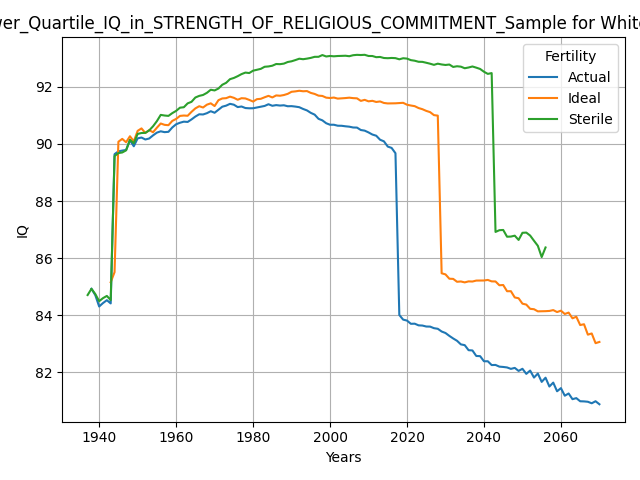 wer_Quartile_IQ_in_STRENGTH_OF_RELIGIOUS_COMMITMENT_Sample for White
Fertility
Actual
Ideal
Sterile
IQ
92
90
88
86
84
82
1940
1960
1980
2000
2020
2040
2060
Years